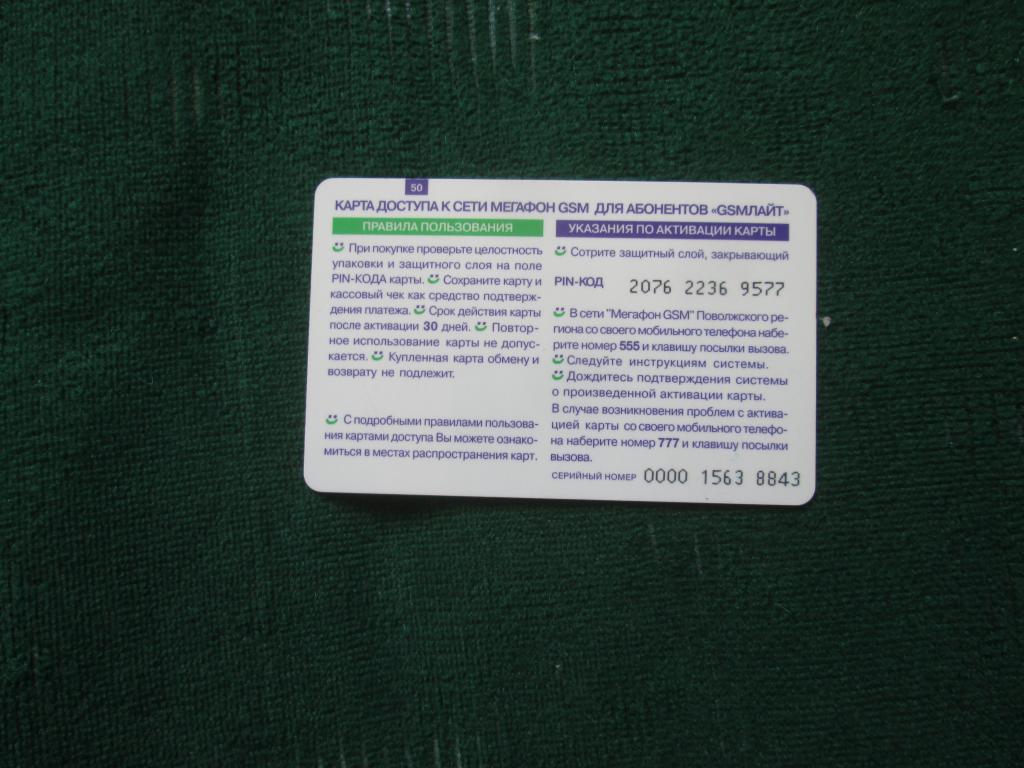 50
КАРТА ДОСТУПА К СЕТИ МЕГАФОН GSM ДЛЯ АБОНЕНТОВ «GSMЛАЙТ»
ПРАВИЛА ПОЛЬЗОВАНИЯ
При покупке проверьте целостность
упаковки и защитного слоя на поле
PIN-КОДА карты. Сохраните карту и
кассовый чек как средство подтверж-
дения платежа. Срок действия карты
после активации 30 дней. Повтор-
ное использование карты не допус-
кается. Купленная карта обмену и
возврату не подлежит.
С подробными правилами пользова-
ния картами доступа Вы можете ознако-
миться в местах распространения карт.
УКАЗАНИЯ ПО АКТИВАЦИИ КАРТЫ
Сотрите защитный слой, закрывающий
PIN-КОД 2076 2236 9577
В сети "Мегафон GSM" Поволжского ре-
гиона со своего мобильного телефона набе-
рите номер 555 и клавишу посылки вызова.
Следуйте инструкциям системы.
Дождитесь подтверждения системы
о произведенной активации карты.
В случае возникновения проблем с актива-
цией карты со своего мобильного телефо-
на наберите номер 777 и клавишу посылки
вызова.
СЕРИЙНЫЙ НОМЕР 0000 1563 8843